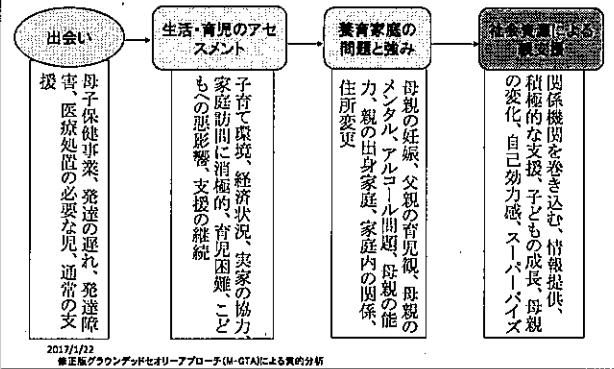 出会い
生活・育児のアセ
スメント
養育家庭の
問題と強み
社会資源による
親支援
母子保健事業、発達の遅れ、発達障
害、医療処置の必要な児、通常の支
援
子育て環境、経済状況、実家の協力、
家庭訪問に消極的、育児困難、こど
もへの悪影響、支援の継続
母親の妊娠、父親の育児観、母親の
メンタル、アルコール問題、母親の能
力、親の出身家庭、家庭内の関係、
住所変更
関係機関を巻き込む、情報提供、
積極的な支援、子どもの成長、母親
の変化、自己効力感、スーパーバイズ
2017/1/22
修正版グラウンデッドセオリーアプローチ(M-GTA)による質的分析